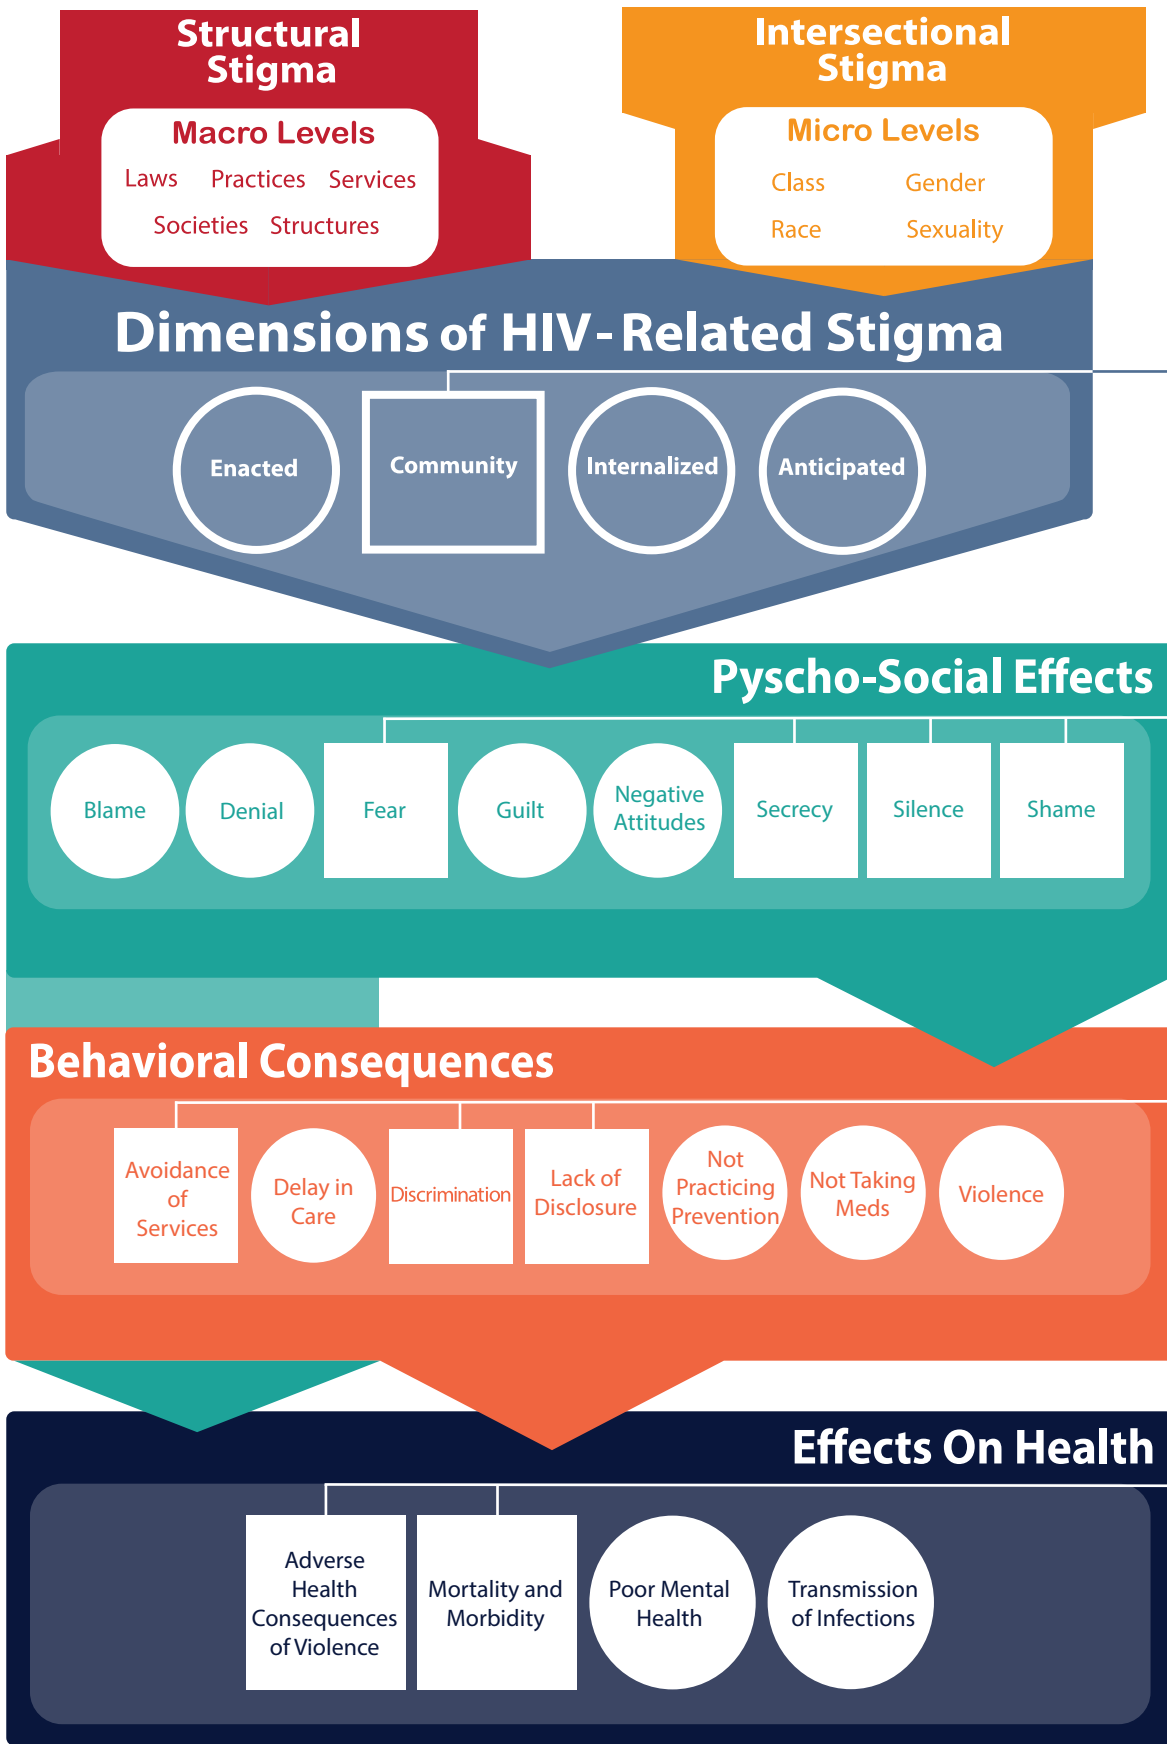 Structural
Stigma
Macro Levels
Laws Practices Services
Societies Structures
Intersectional
Stigma
Micro Levels
Class Gender
Race Sexuality
Dimensions of HIV-Related Stigma
Enacted
Community
Internalized
Anticipated
Pyscho-Social Effects
Blame
Denial
Fear
Guilt
Negative
Attitudes
Secrecy
Silence
Shame
Behavioral Consequences
Avoidance
of
Services
Delay in
Care
Discrimination
Lack of
Disclosure
Not
Practicing
Prevention
Not Taking
Meds
Violence
Effects On Health
Adverse
Health
Consequences
of Violence
Mortality and
Morbidity
Poor Mental
Health
Transmission
of Infections